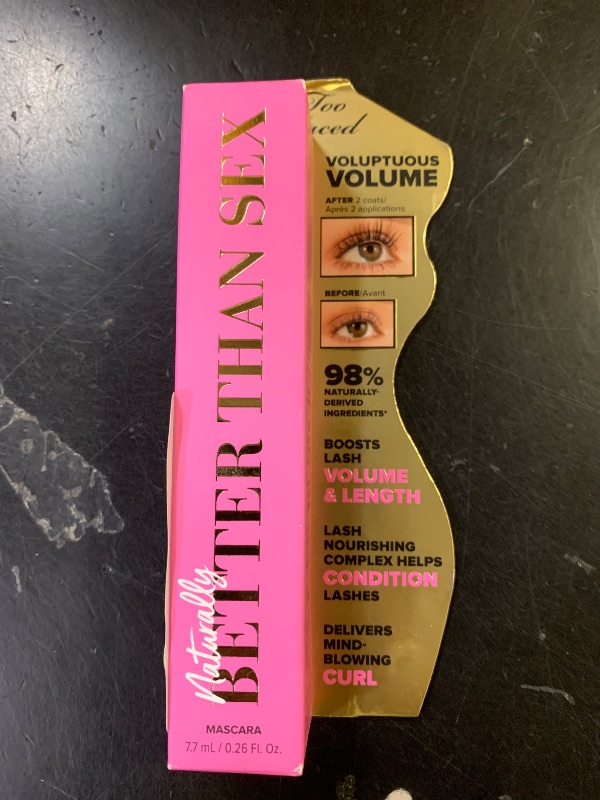 Naturally
BETTER THAN SEX
MASCARA
7.7 mL / 0.26 Fl. Oz.
Too
VOLUPTUOUS
VOLUME
AFTER 2 coats/
Après 2 applications
BEFORE/Avant
98%
NATURALLY-
DERIVED
INGREDIENTS*
BOOSTS
LASH
VOLUME
& LENGTH
LASH
NOURISHING
COMPLEX HELPS
CONDITION
LASHES
DELIVERS
MIND-
BLOWING
CURL